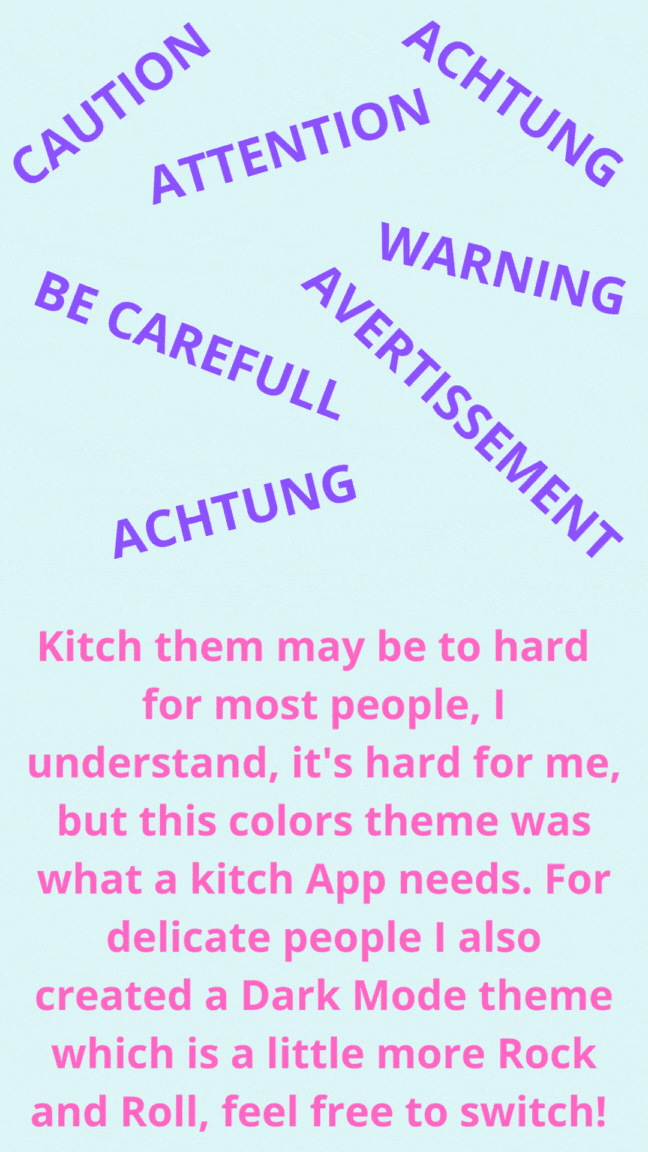 CAUTION
ACHTUNG
ATTENTION
WARNING
BE CAREFULL
AVERTISSEMENT
ACHTUNG
Kitch them may be to hard
for most people, I
understand, it's hard for me,
but this colors theme was
what a kitch App needs. For
delicate people I also
created a Dark Mode theme
which is a little more Rock
and Roll, feel free to switch!